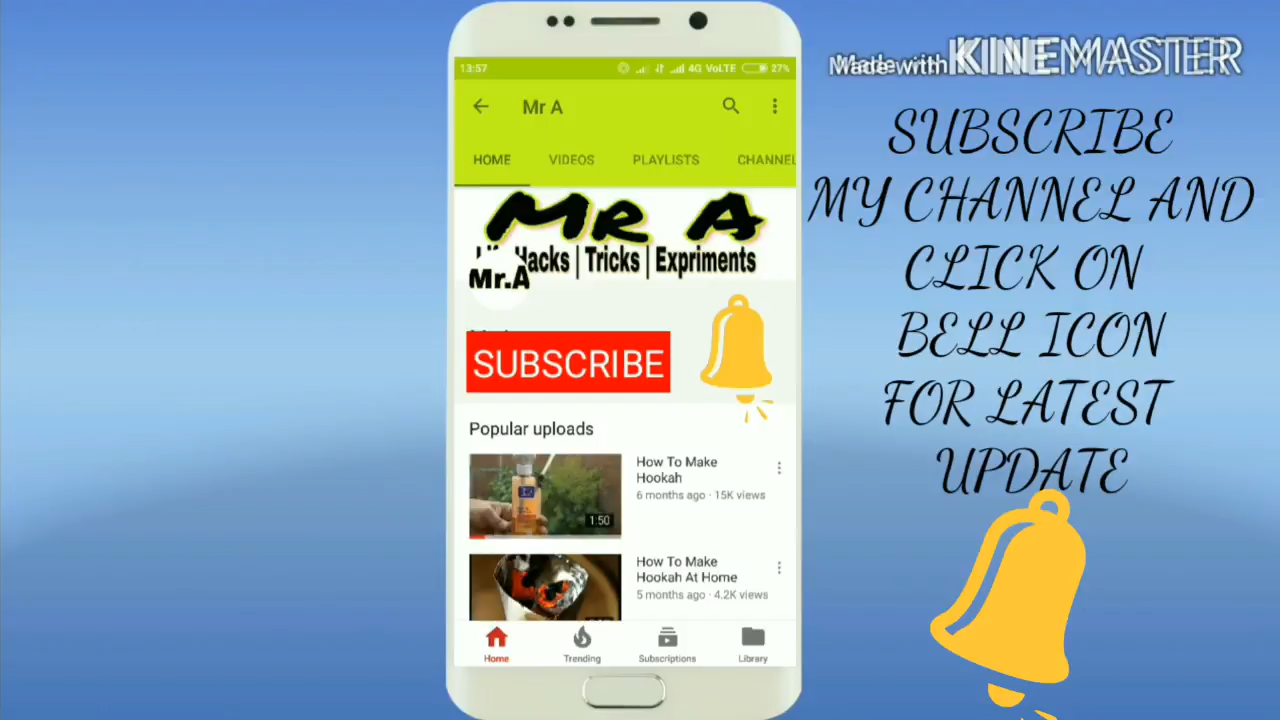 Made with KINEMASTER
13:57
4G VoLTE 27%
Mr A
HOME VIDEOS PLAYLISTS CHANNEL
Mr A
Hacks | Tricks | Expriments
Mr.A
SUBSCRIBE
Popular uploads
How To Make
Hookah
6 months ago · 15K views
1:50
How To Make
Hookah At Home
5 months ago · 4.2K views
Home Trending Subscriptions Library
SUBSCRIBE
MY CHANNEL AND
CLICK ON
BELL ICON
FOR LATEST
UPDATE